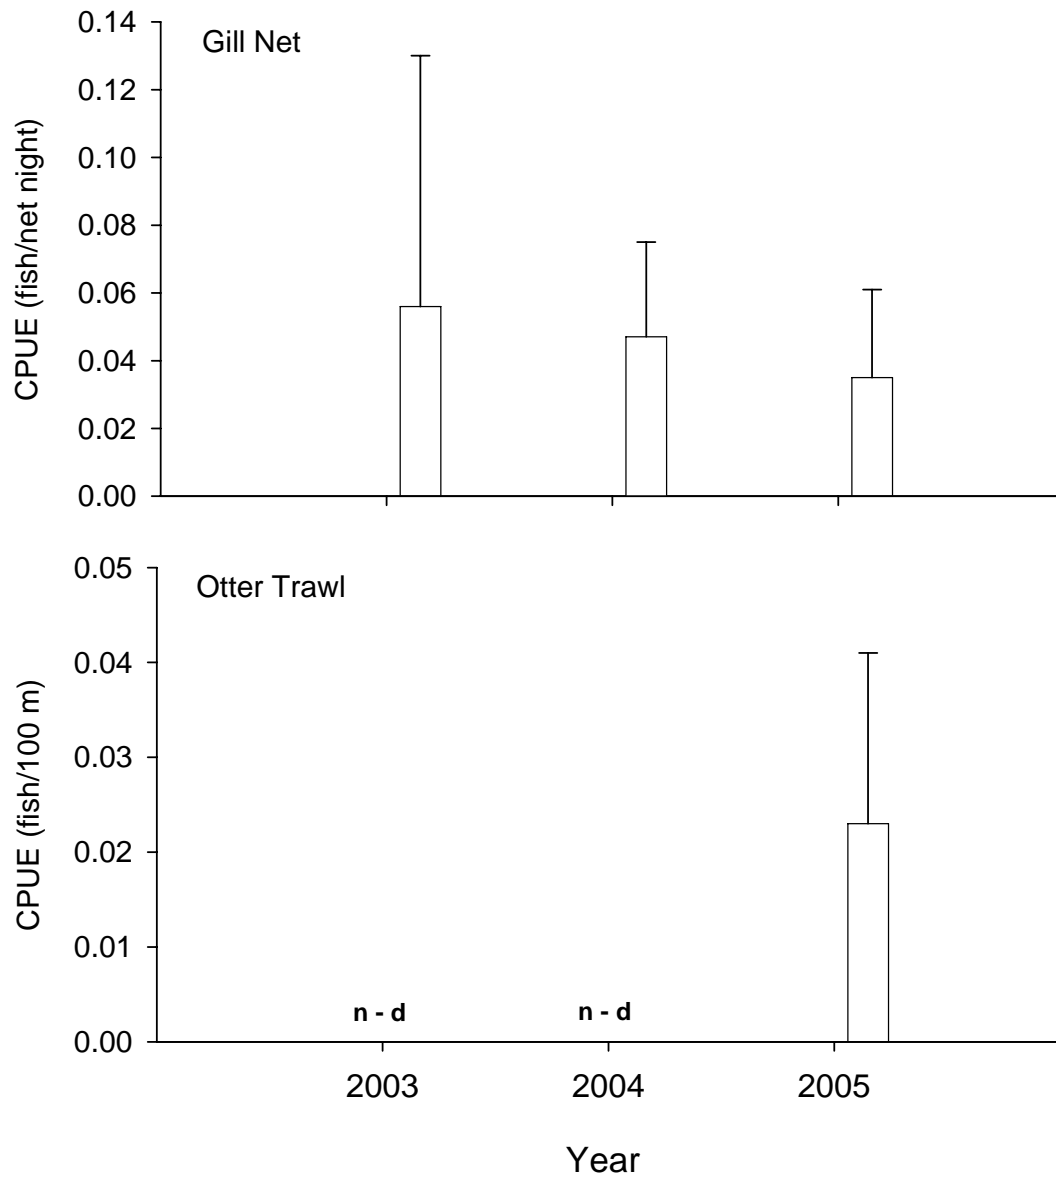 Gill Net
CPUE (fish/net night)
0.14
0.12
0.10
0.08
0.06
0.04
0.02
0.00
Otter Trawl
CPUE (fish/100 m)
0.05
0.04
0.03
0.02
0.01
0.00
n - d n - d
2003 2004 2005
Year